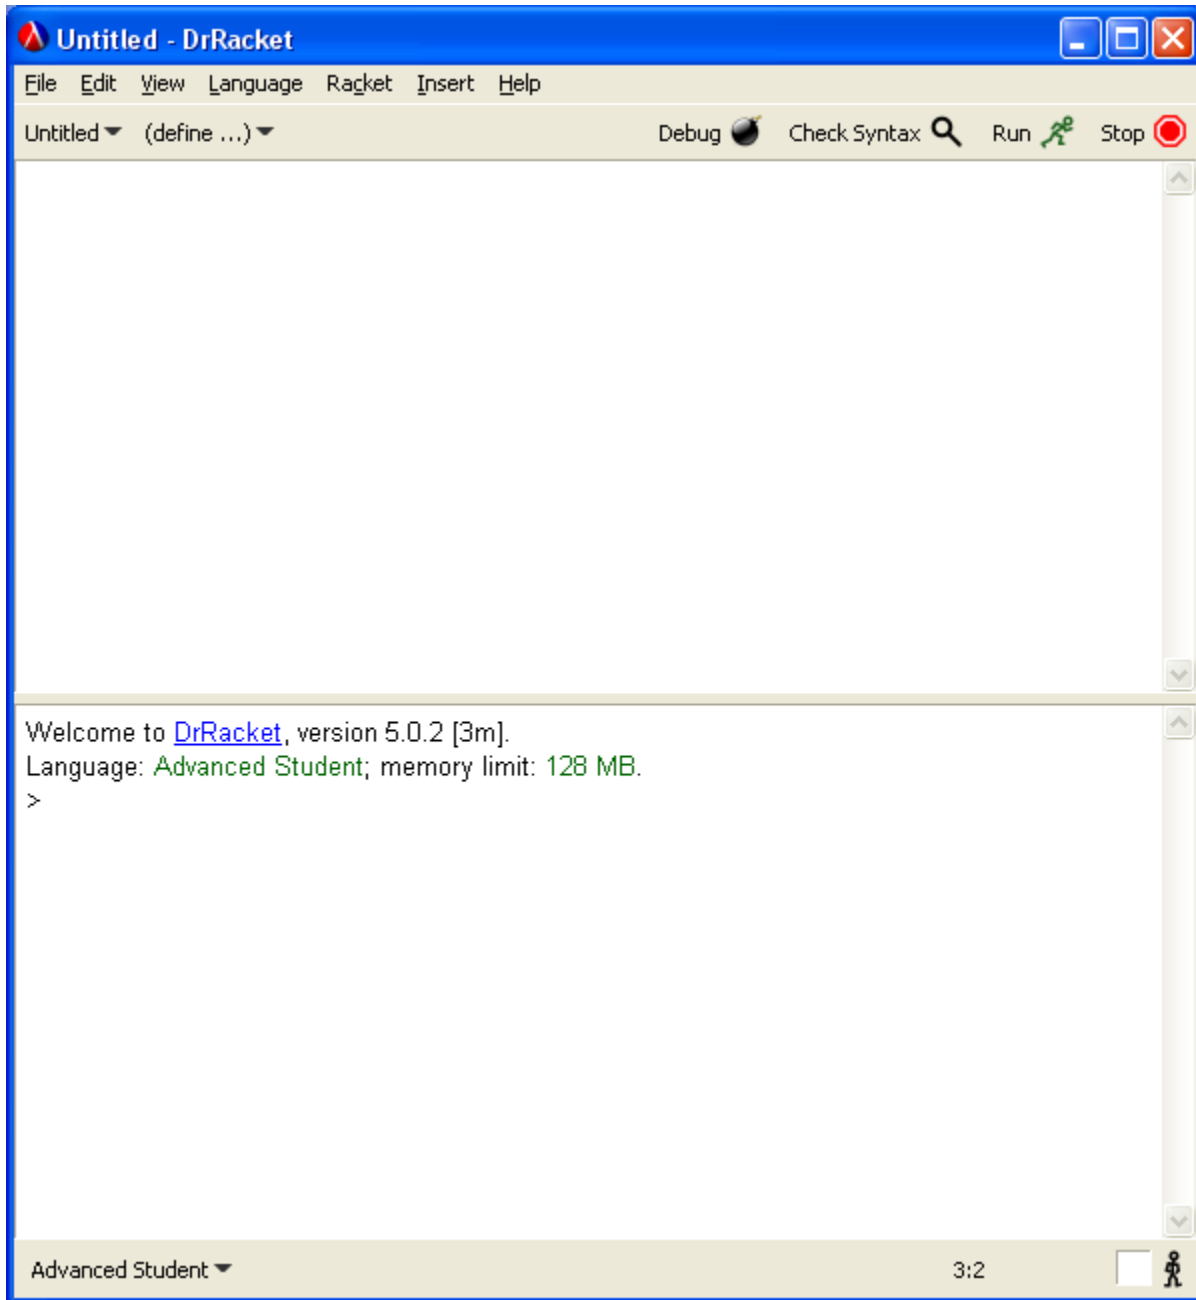 Untitled - DrRacket
File Edit View Language Racket Insert Help
Untitled (define ...) Debug Check Syntax Run Stop
Welcome to DrRacket, version 5.0.2 [3m].
Language: Advanced Student; memory limit: 128 MB.
>
Advanced Student 3:2